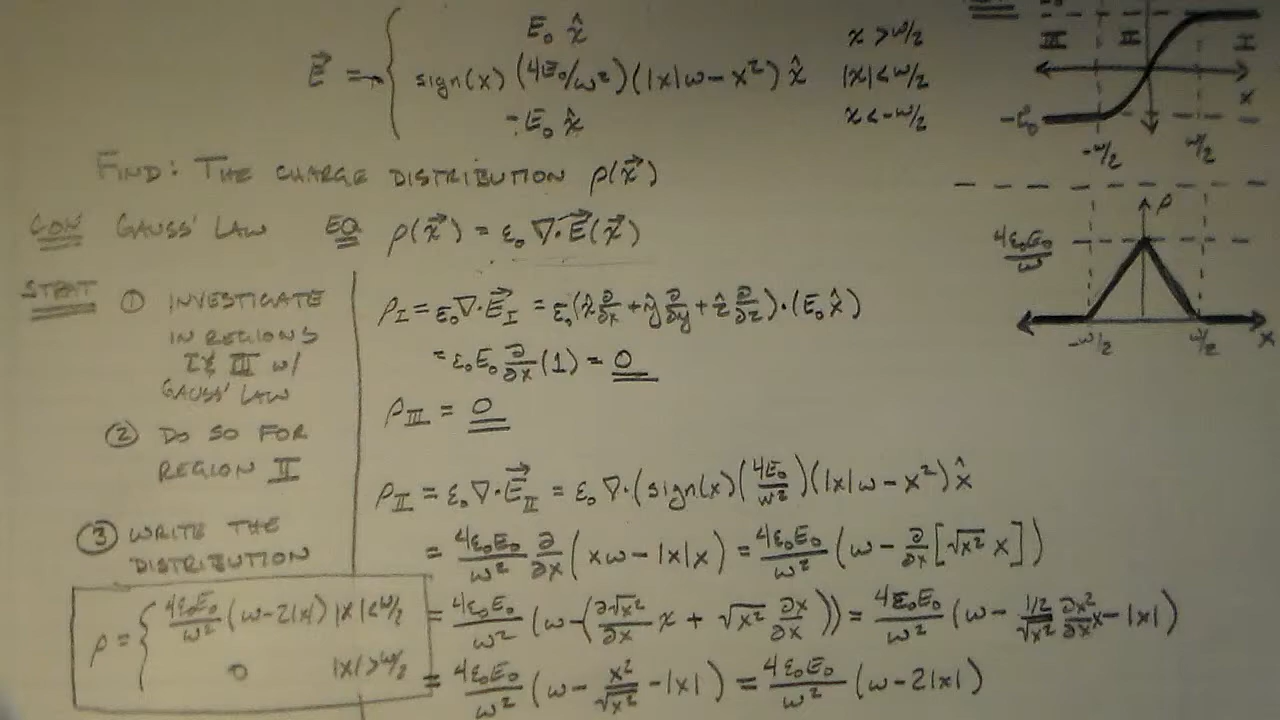 E₀ x̂    x > w/2
E⃗ = { sign(x) (4E₀/w²)(|x|w − x²) x̂    |x| < w/2
−E₀ x̂    x < −w/2
III II I
x
−E₀
−w/2 w/2
FIND: THE CHARGE DISTRIBUTION ρ(x⃗)
CON GAUSS' LAW EQ ρ(x⃗) = ε₀ ∇·E⃗(x⃗)
STRAT ① INVESTIGATE
IN REGIONS
I & III w/
GAUSS' LAW
② DO SO FOR
REGION II
③ WRITE THE
DISTRIBUTION
ρ = { 4ε₀E₀/w² (w − 2|x|) |x| < w/2
0 |x| > w/2
ρ_I = ε₀∇·E⃗_I = ε₀(x̂ ∂/∂x + ŷ ∂/∂y + ẑ ∂/∂z)·(E₀ x̂)
= ε₀E₀ ∂/∂x (1) = 0
ρ_III = 0
ρ_II = ε₀∇·E⃗_II = ε₀ ∇·(sign(x)(4E₀/w²)(|x|w − x²) x̂
= 4ε₀E₀/w² ∂/∂x (xw − |x|x) = 4ε₀E₀/w² (w − ∂/∂x[√x² x])
= 4ε₀E₀/w² (w − (∂√x²/∂x x + √x² ∂x/∂x)) = 4ε₀E₀/w² (w − 1/2/√x² ∂x²/∂x x − |x|)
= 4ε₀E₀/w² (w − x²/√x² − |x|) = 4ε₀E₀/w² (w − 2|x|)
ρ
4ε₀E₀/w
−w/2 w/2 x